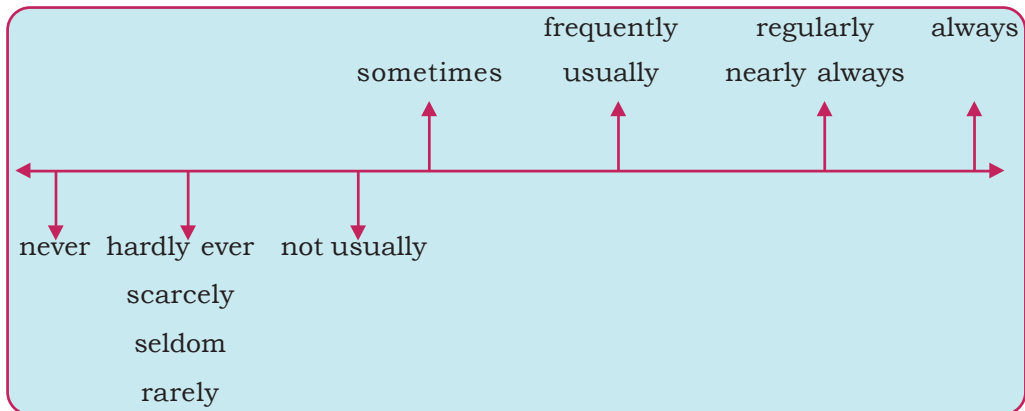 frequently regularly always
sometimes usually nearly always
never hardly ever not usually
scarcely
seldom
rarely